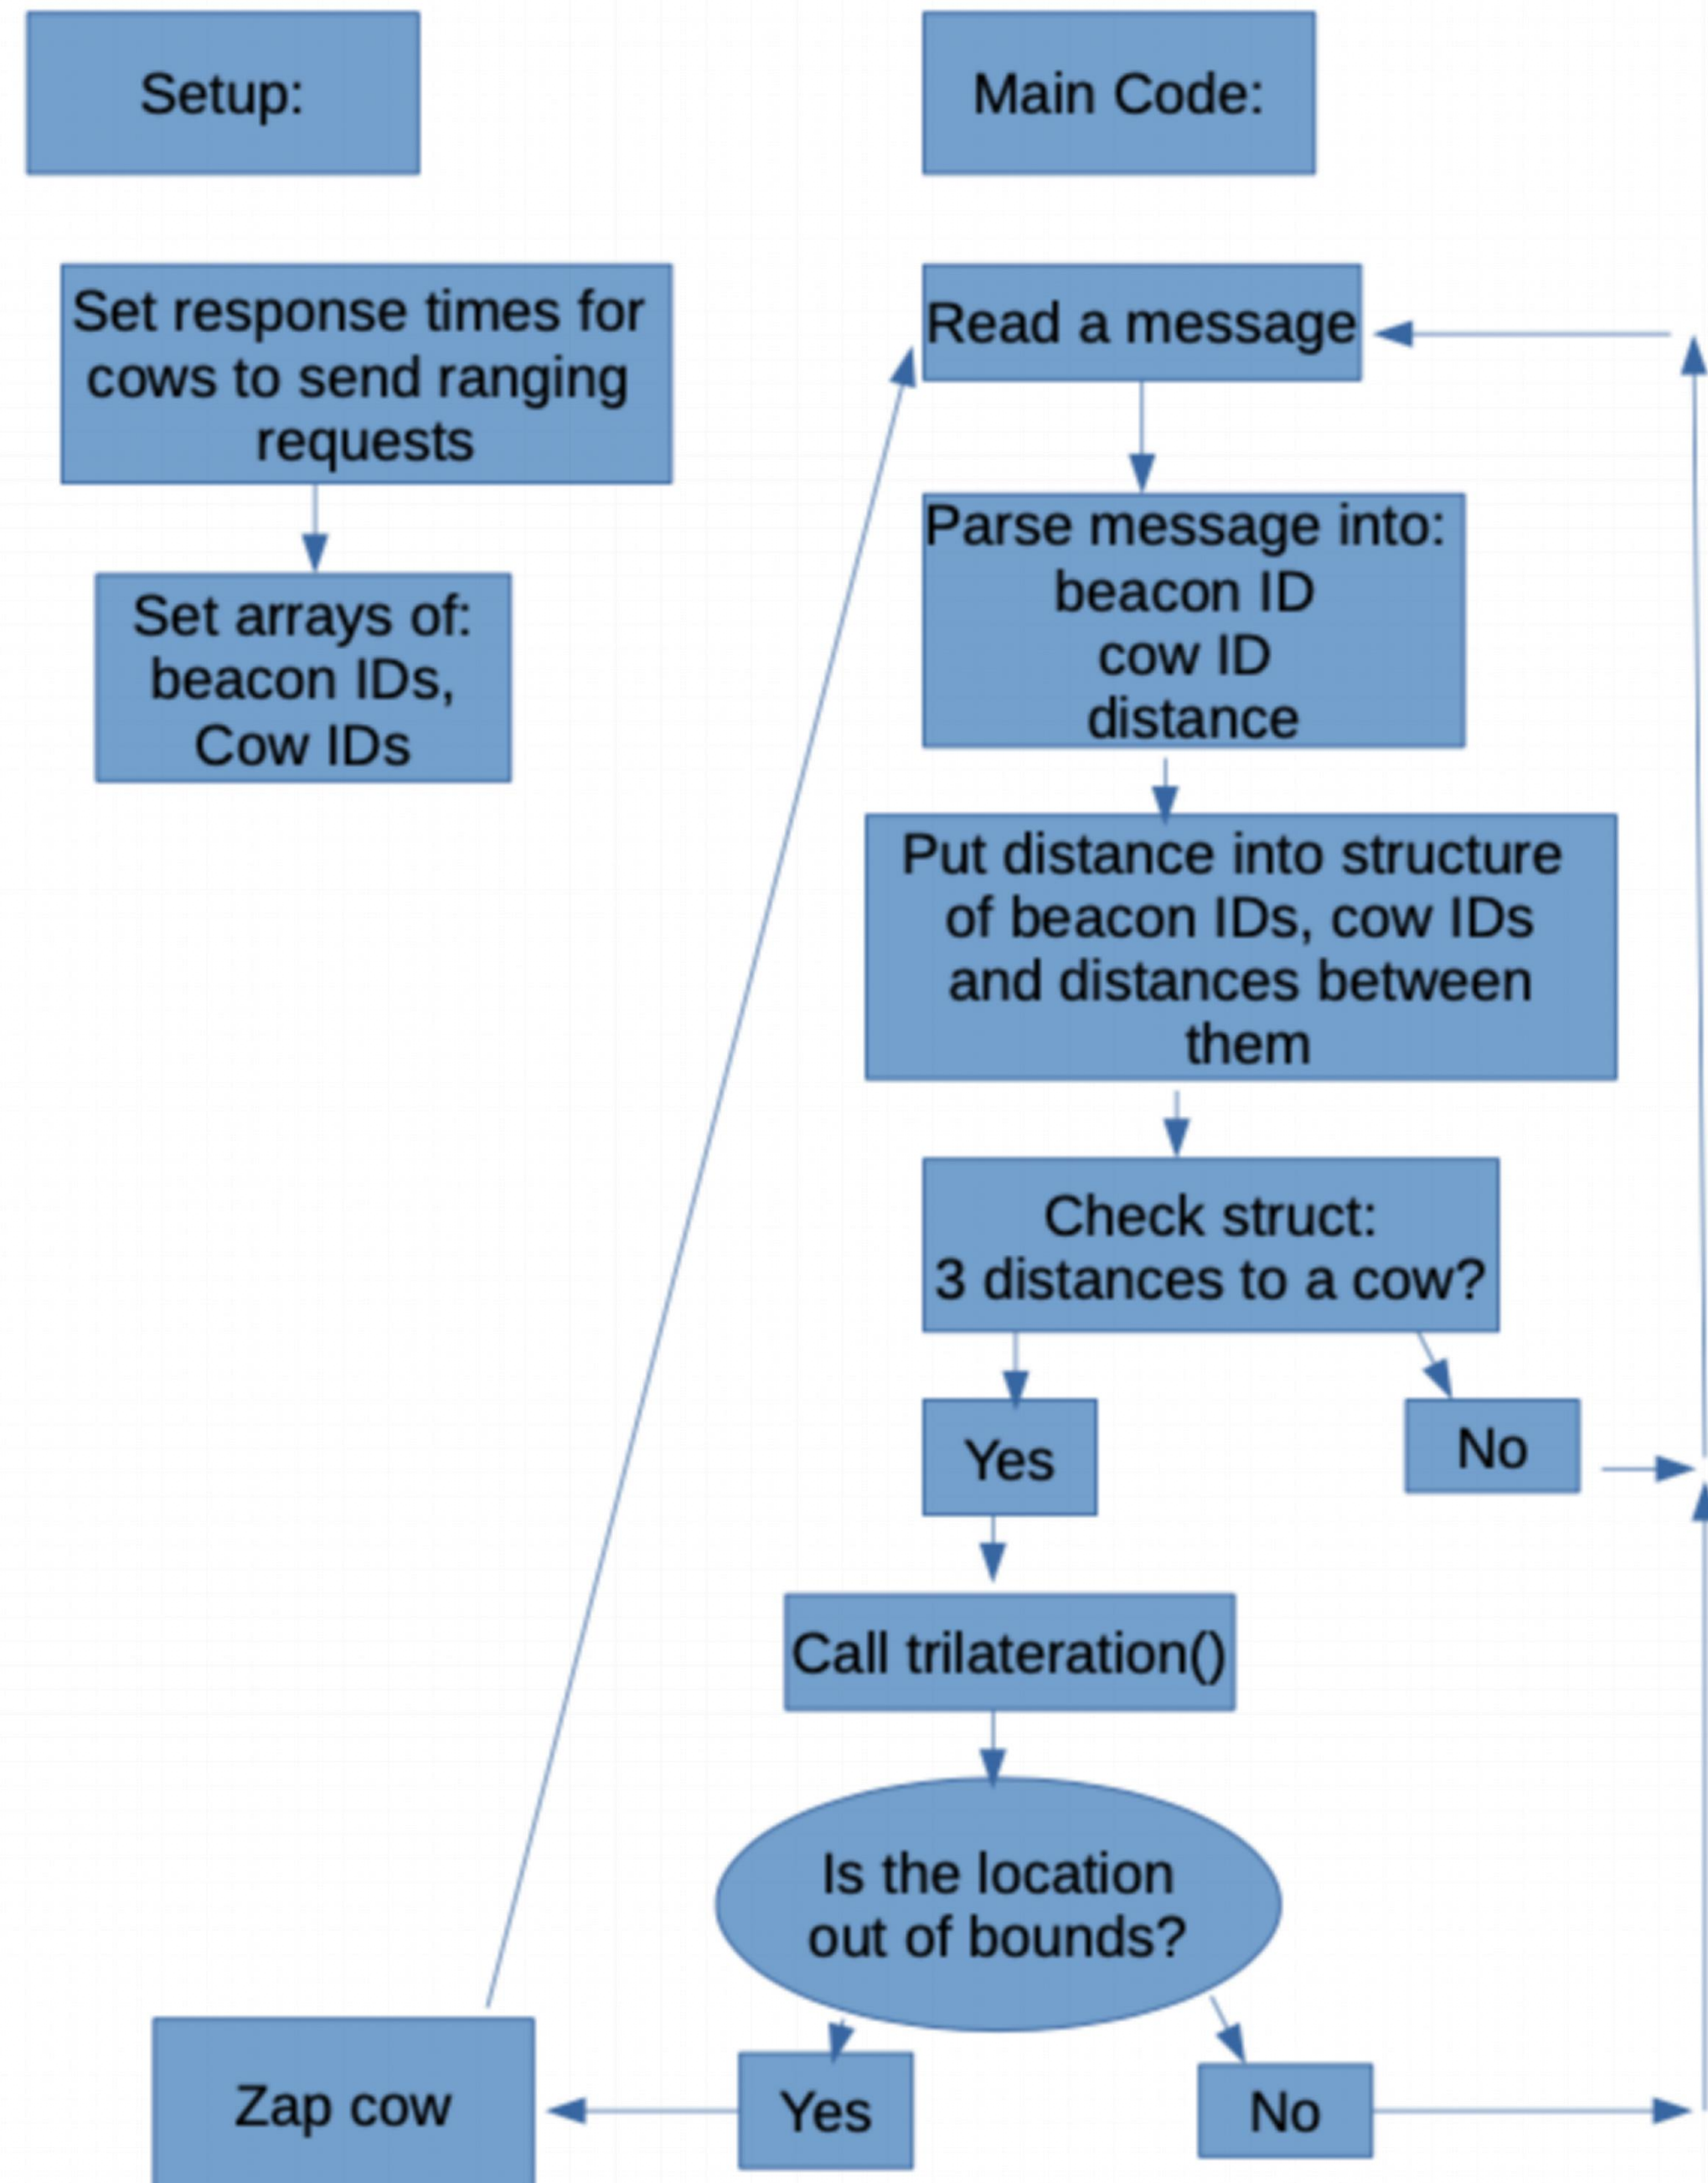 Setup:
Main Code:
Set response times for
cows to send ranging
requests
Set arrays of:
beacon IDs,
Cow IDs
Read a message
Parse message into:
beacon ID
cow ID
distance
Put distance into structure
of beacon IDs, cow IDs
and distances between
them
Check struct:
3 distances to a cow?
Yes
No
Call trilateration()
Is the location
out of bounds?
Zap cow
Yes
No